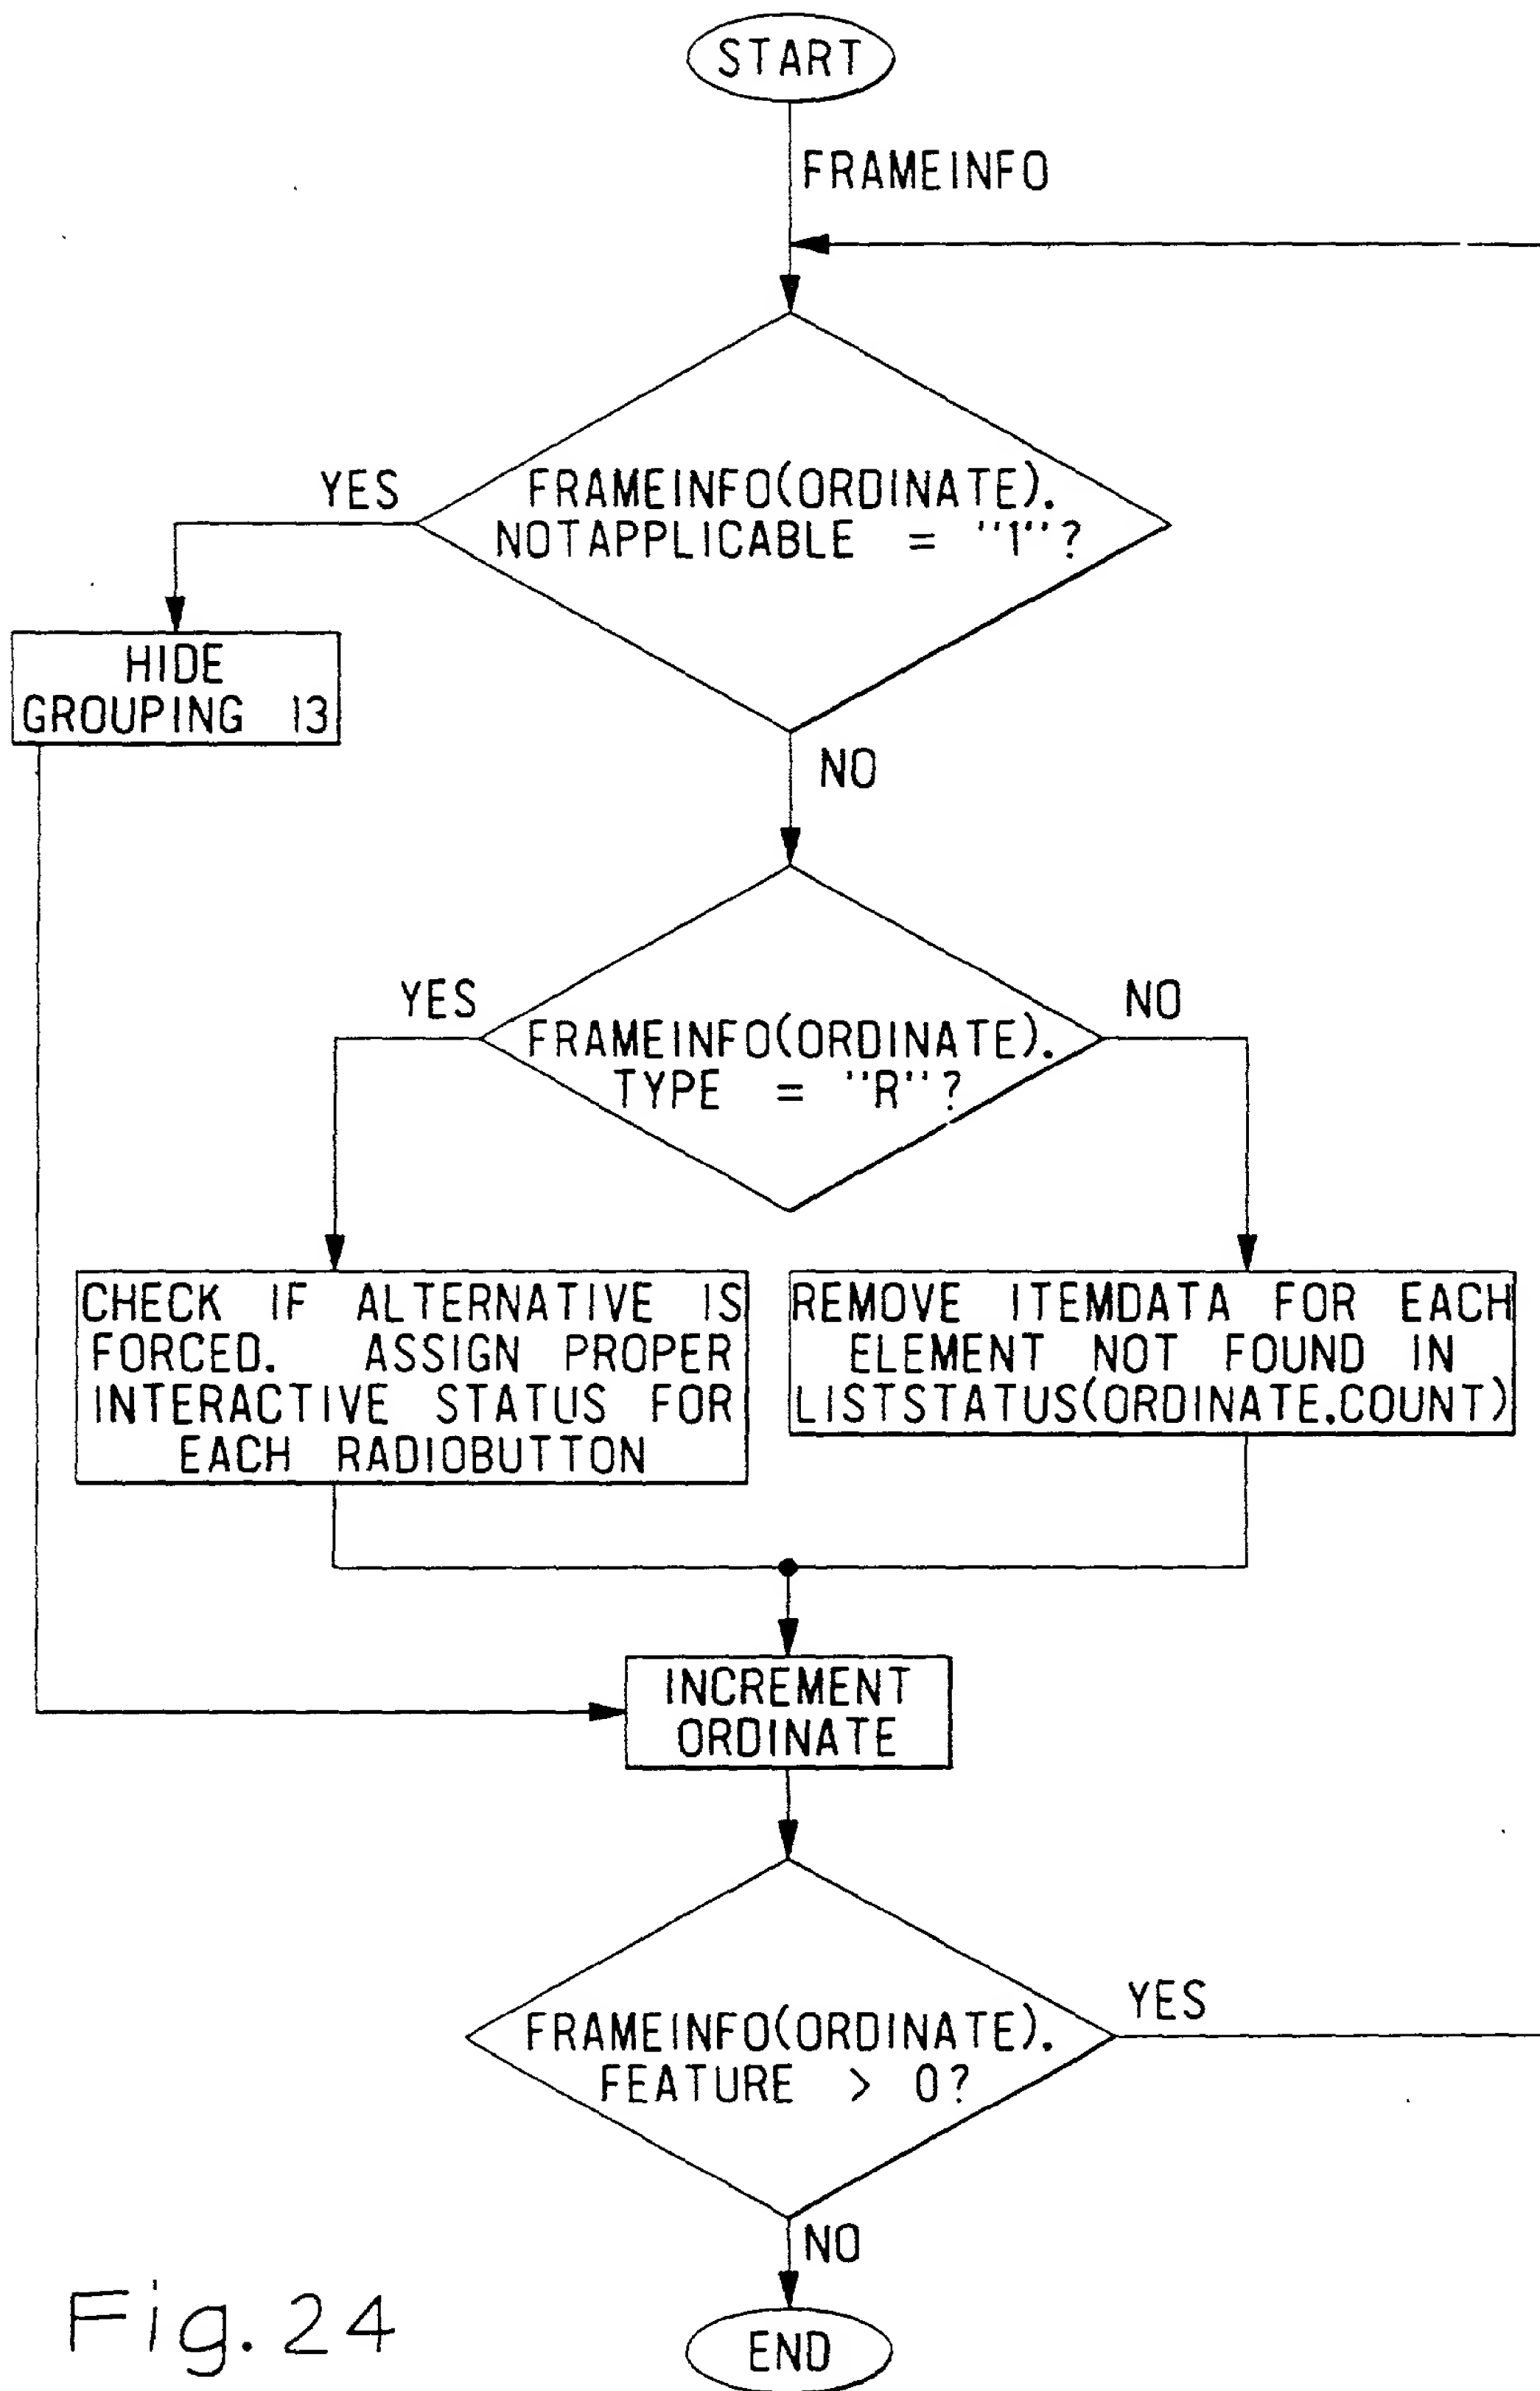 START
FRAMEINFO
YES
FRAMEINFO(ORDINATE).
NOTAPPLICABLE = "1"?
HIDE
GROUPING 13
NO
YES
NO
FRAMEINFO(ORDINATE).
TYPE = "R"?
CHECK IF ALTERNATIVE IS
FORCED. ASSIGN PROPER
INTERACTIVE STATUS FOR
EACH RADIOBUTTON
REMOVE ITEMDATA FOR EACH
ELEMENT NOT FOUND IN
LISTSTATUS(ORDINATE.COUNT)
INCREMENT
ORDINATE
YES
FRAMEINFO(ORDINATE).
FEATURE > 0?
NO
END
Fig. 24